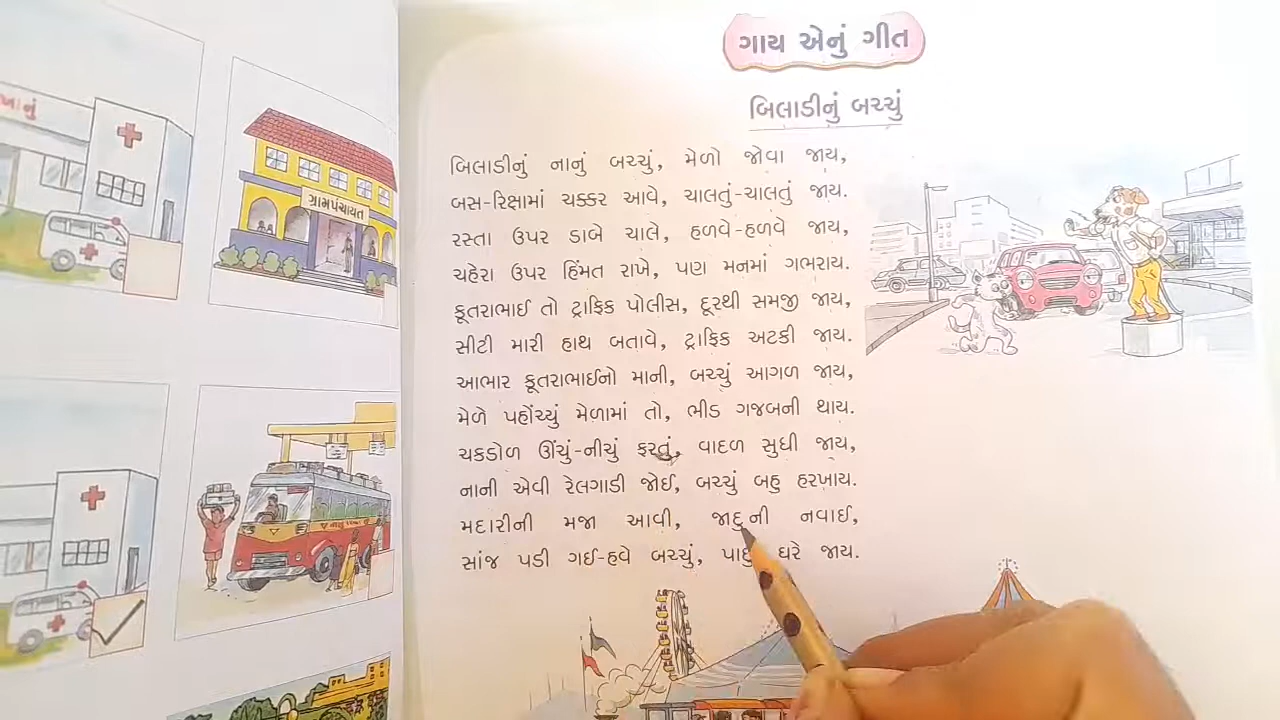 ગાય એનું ગીત
બિલાડીનું બચ્ચું
બિલાડીનું નાનું બચ્ચું, મેળો જોવા જાય,
બસ-રિક્ષામાં ચક્કર આવે, ચાલતું-ચાલતું જાય.
રસ્તા ઉપર ડાબે ચાલે, હળવે-હળવે જાય,
ચહેરા ઉપર હિંમત રાખે, પણ મનમાં ગભરાય.
કૂતરાભાઈ તો ટ્રાફિક પોલીસ, દૂરથી સમજી જાય,
સીટી મારી હાથ બતાવે, ટ્રાફિક અટકી જાય.
આભાર કૂતરાભાઈનો માની, બચ્ચું આગળ જાય,
મેળે પહોંચ્યું મેળામાં તો, ભીડ ગજબની થાય.
ચકડોળ ઊંચું-નીચું ફરતું, વાદળ સુધી જાય,
નાની એવી રેલગાડી જોઈ, બચ્ચું બહુ હરખાય.
મદારીની મજા આવી, જાદુની નવાઈ,
સાંજ પડી ગઈ-હવે બચ્ચું, પાછું ઘરે જાય.
ગ્રામપંચાયત